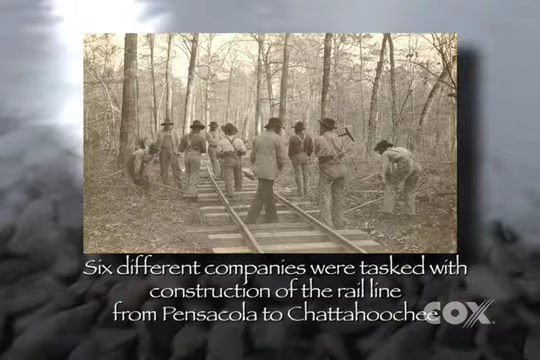 Six different companies were tasked with
construction of the rail line
from Pensacola to Chattahoochee
COX